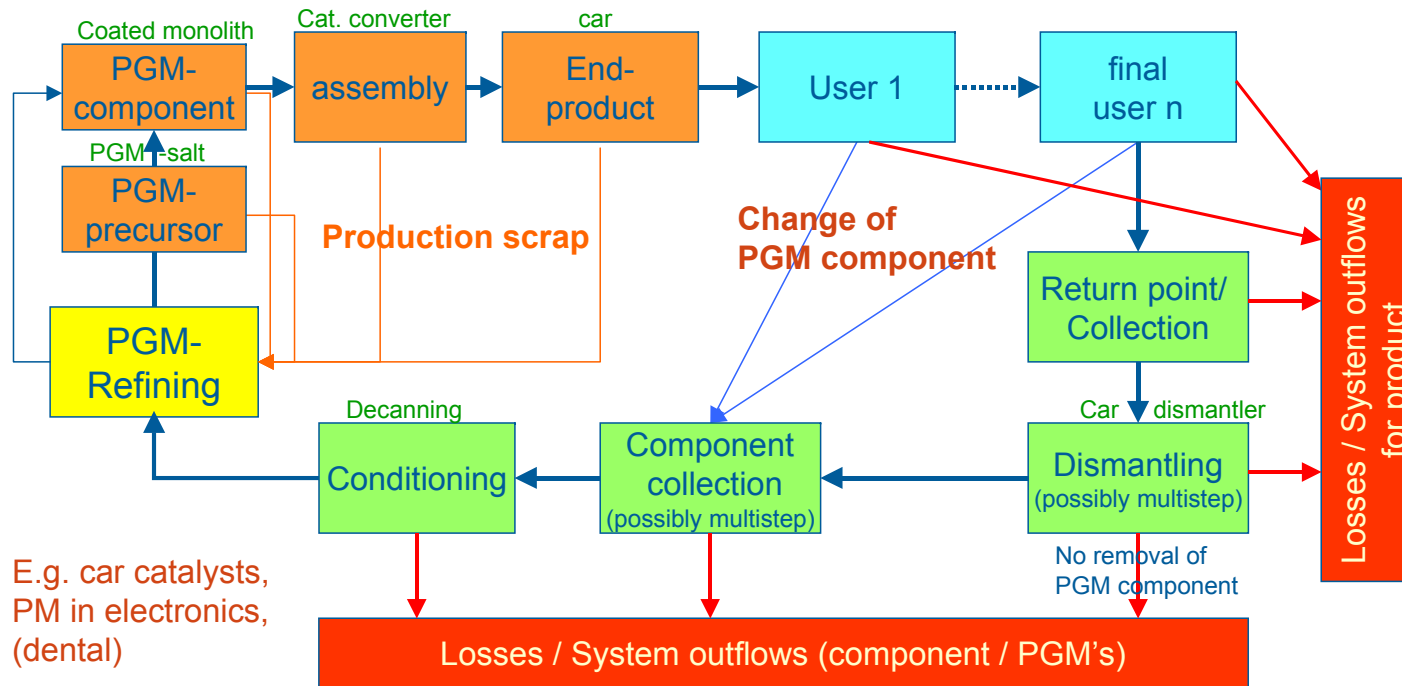 Coated monolith
Cat. converter
car
PGM-
component
assembly
End-
product
User 1
final
user n
PGM -salt
PGM-
precursor
Production scrap
Change of
PGM component
Return point/
Collection
PGM-
Refining
Decanning
Conditioning
Component
collection
(possibly multistep)
Car dismantler
Dismantling
(possibly multistep)
No removal of
PGM component
Losses / System outflows
for product
E.g. car catalysts,
PM in electronics,
(dental)
Losses / System outflows (component / PGM's)